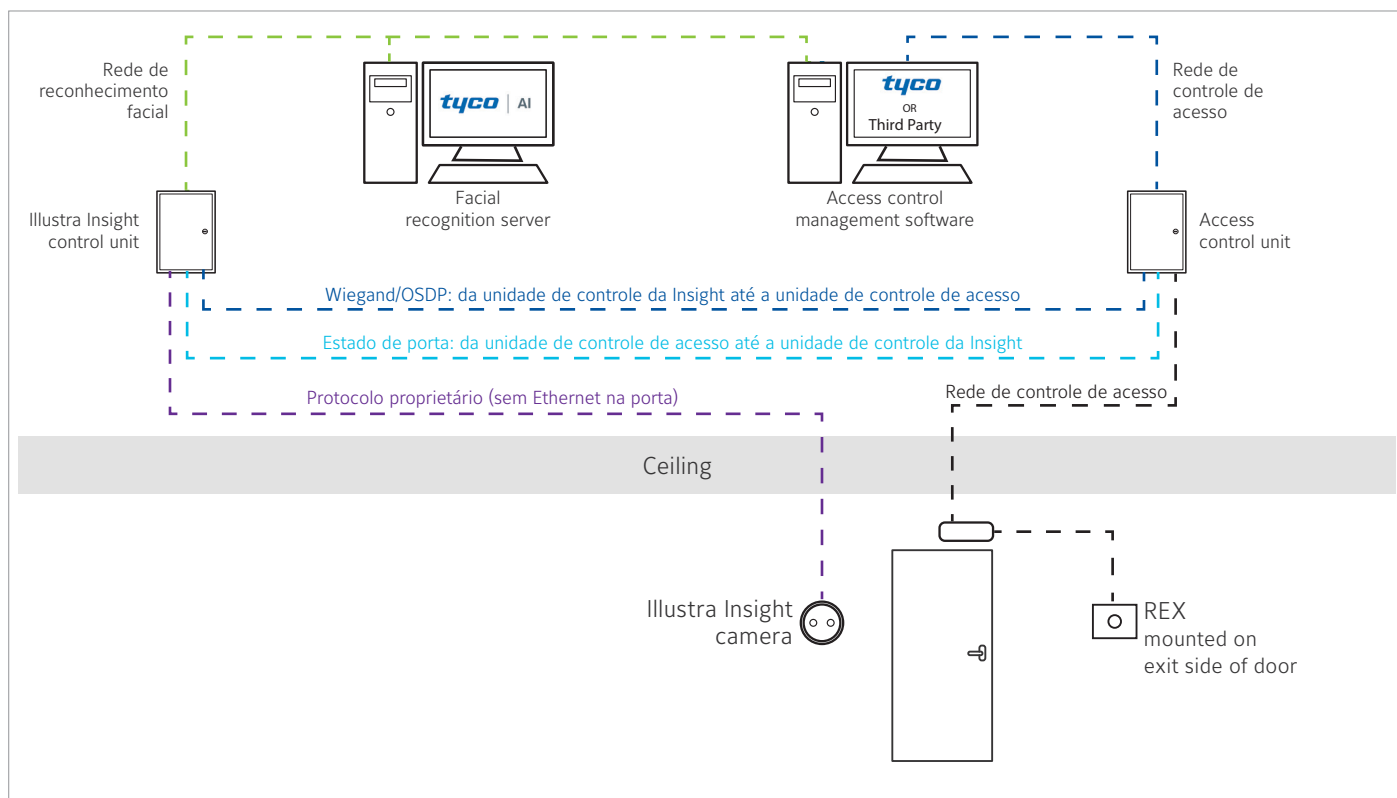 Rede de
reconhecimento
facial
tyco | AI
tyco
OR
Third Party
Rede de
controle de
acesso
Illustra Insight
control unit
Facial
recognition server
Access control
management software
Access
control unit
Wiegand/OSDP: da unidade de controle da Insight até a unidade de controle de acesso
Estado de porta: da unidade de controle de acesso até a unidade de controle da Insight
Protocolo proprietário (sem Ethernet na porta)
Rede de controle de acesso
Ceiling
Illustra Insight
camera
REX
mounted on
exit side of door